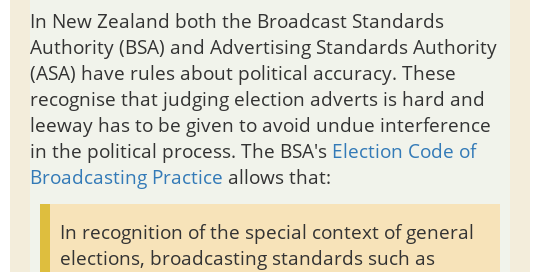 In New Zealand both the Broadcast Standards
Authority (BSA) and Advertising Standards Authority
(ASA) have rules about political accuracy. These
recognise that judging election adverts is hard and
leeway has to be given to avoid undue interference
in the political process. The BSA's Election Code of
Broadcasting Practice allows that:
In recognition of the special context of general
elections, broadcasting standards such as